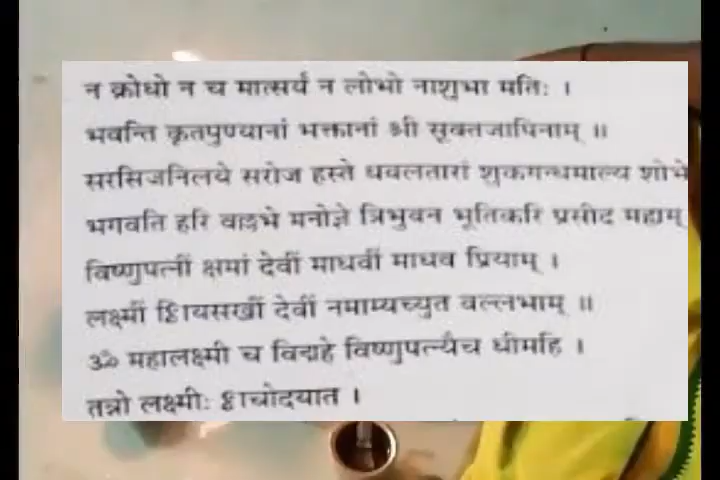 न क्रोधो न च मात्सर्यं न लोभो नाशुभा मतिः ।
भवन्ति कृतपुण्यानां भक्तानां श्री सूक्तजापिनाम् ॥
सरसिजनिलये सरोज हस्ते धवलतारां शुकगन्धमाल्य शोभे
भगवति हरि वाल्लभे मनोज्ञे त्रिभुवन भूतिकरि प्रसीद मह्यम्
विष्णुपत्नीं क्षमां देवीं माधवीं माधव प्रियाम् ।
लक्ष्मीं देवीं नमाम्यच्युत वल्लभाम् ॥
ॐ महालक्ष्मी च विद्महे विष्णुपत्न्यैच धीमहि ।
तन्नो लक्ष्मीः ।